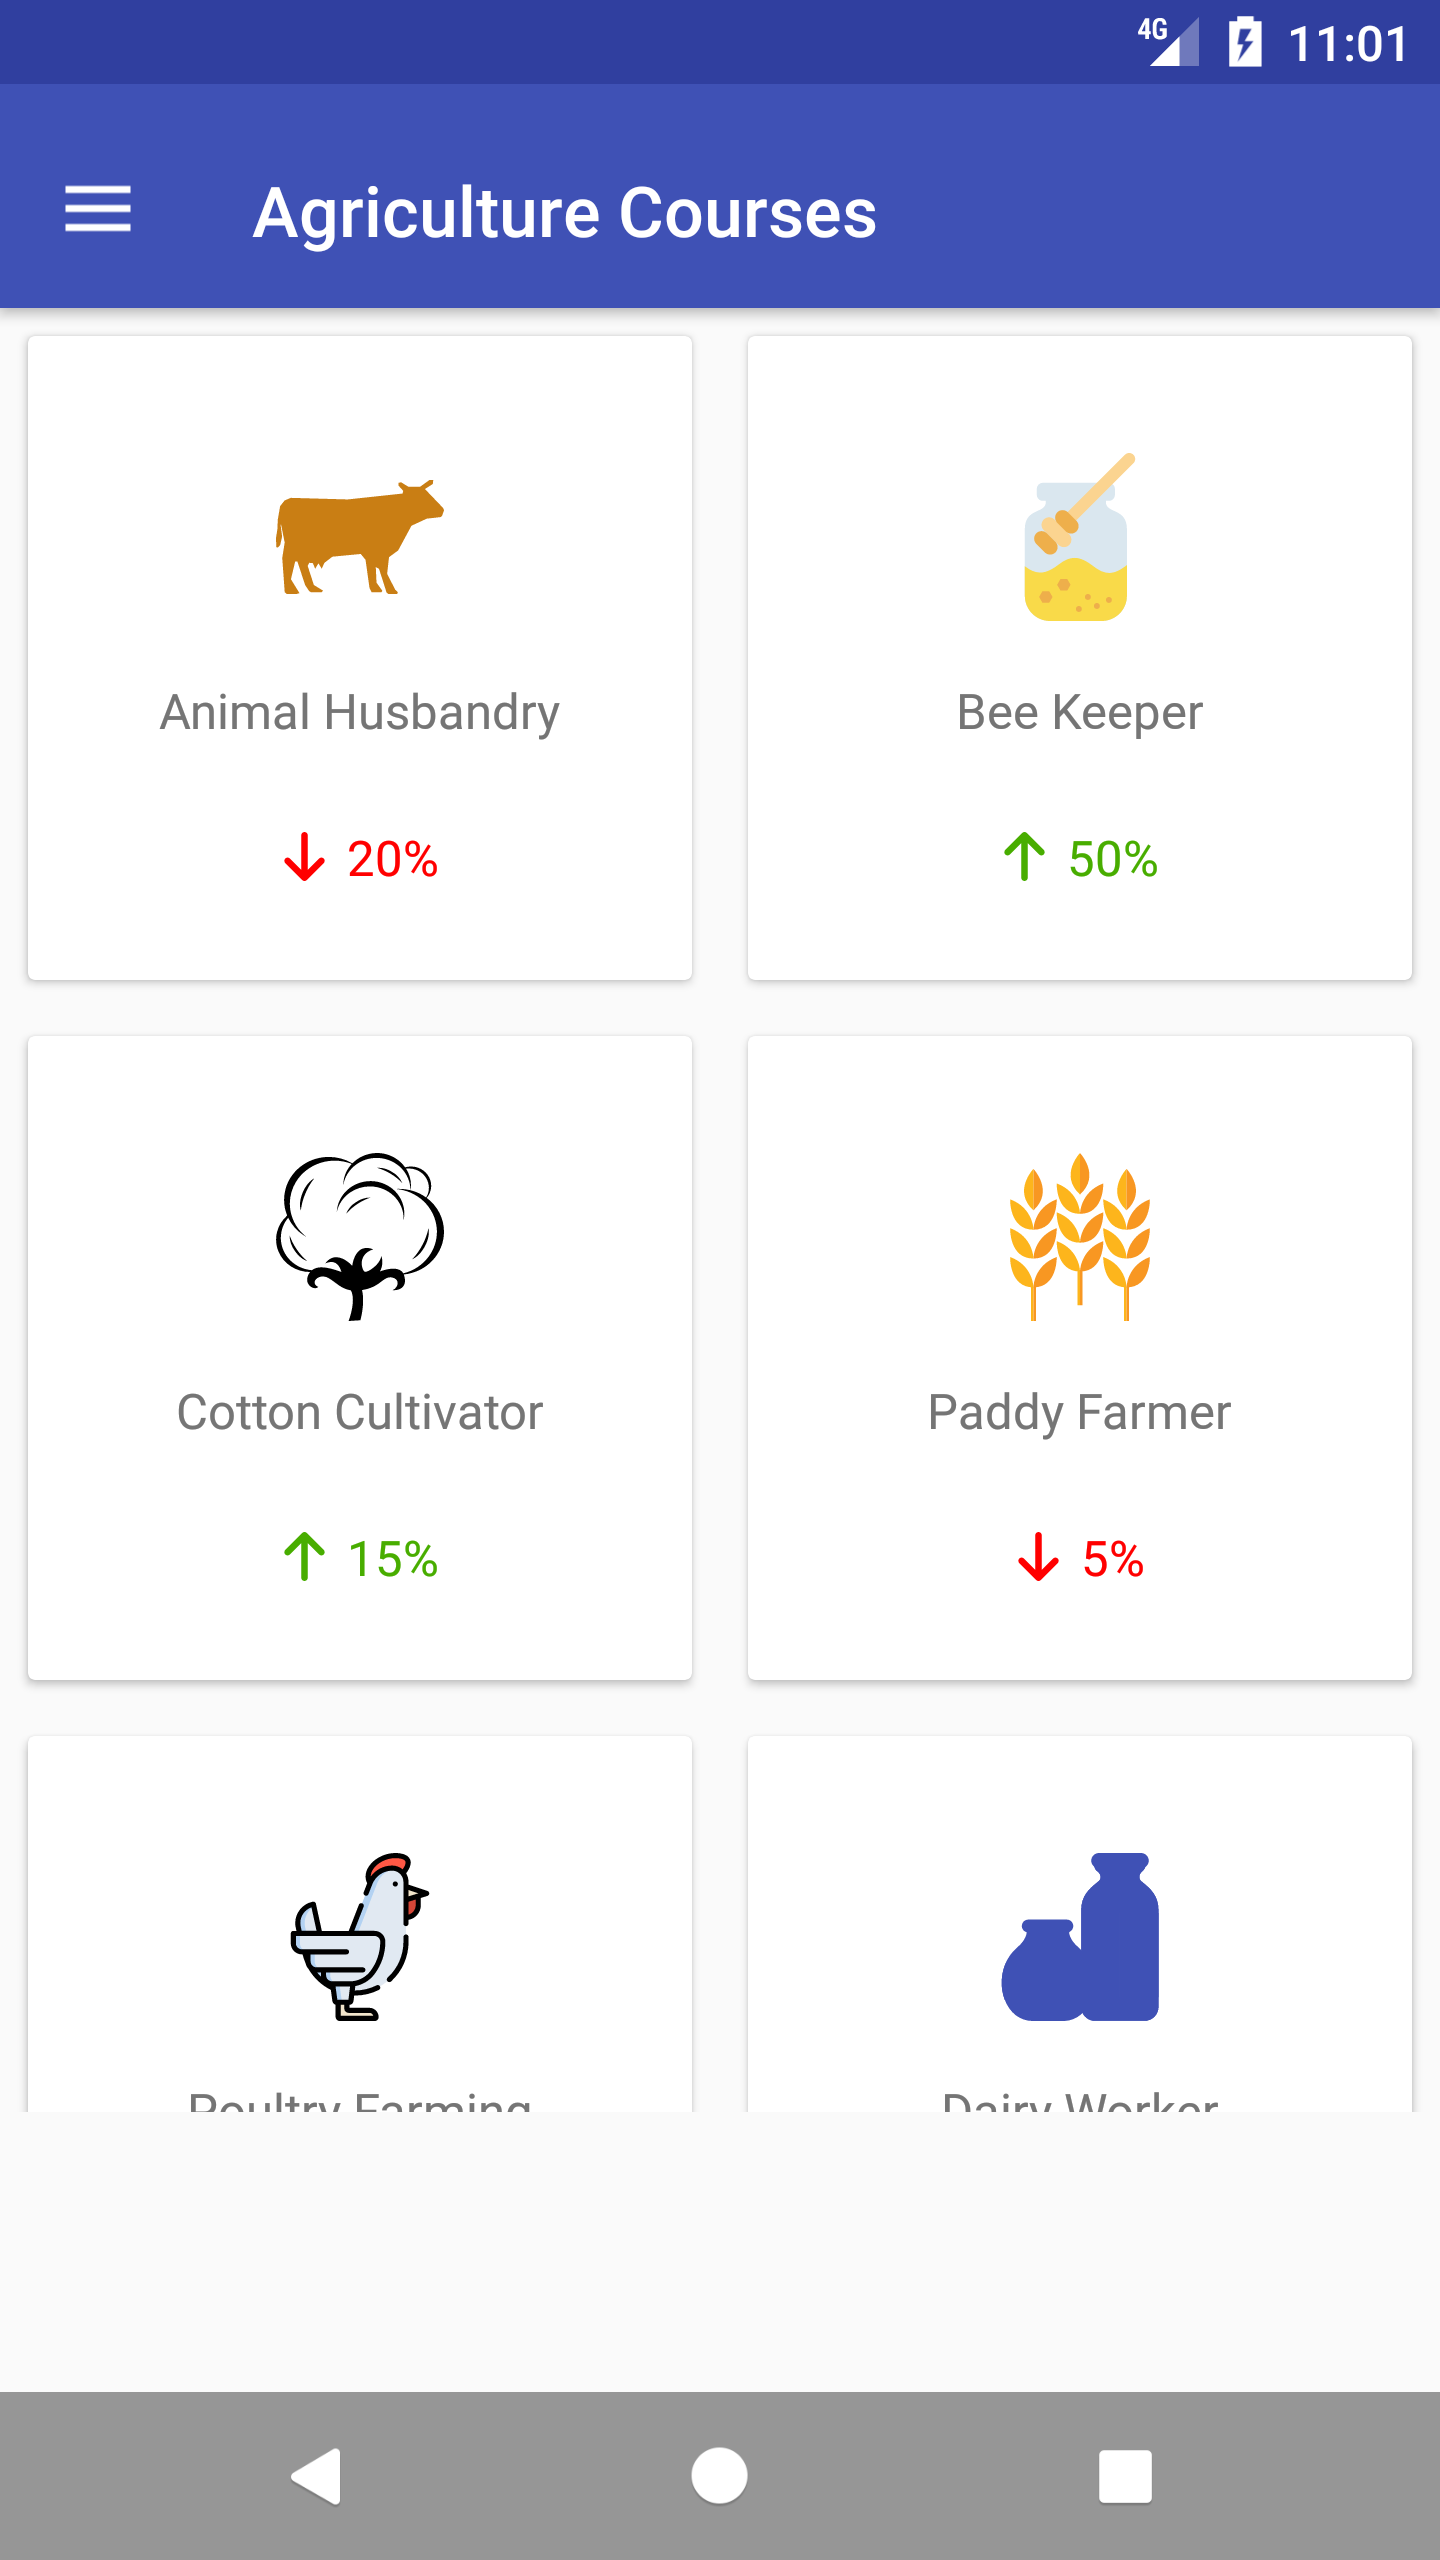 4G 11:01
Agriculture Courses
Animal Husbandry
20%
Bee Keeper
50%
Cotton Cultivator
15%
Paddy Farmer
5%
Poultry Farming
Dairy Worker